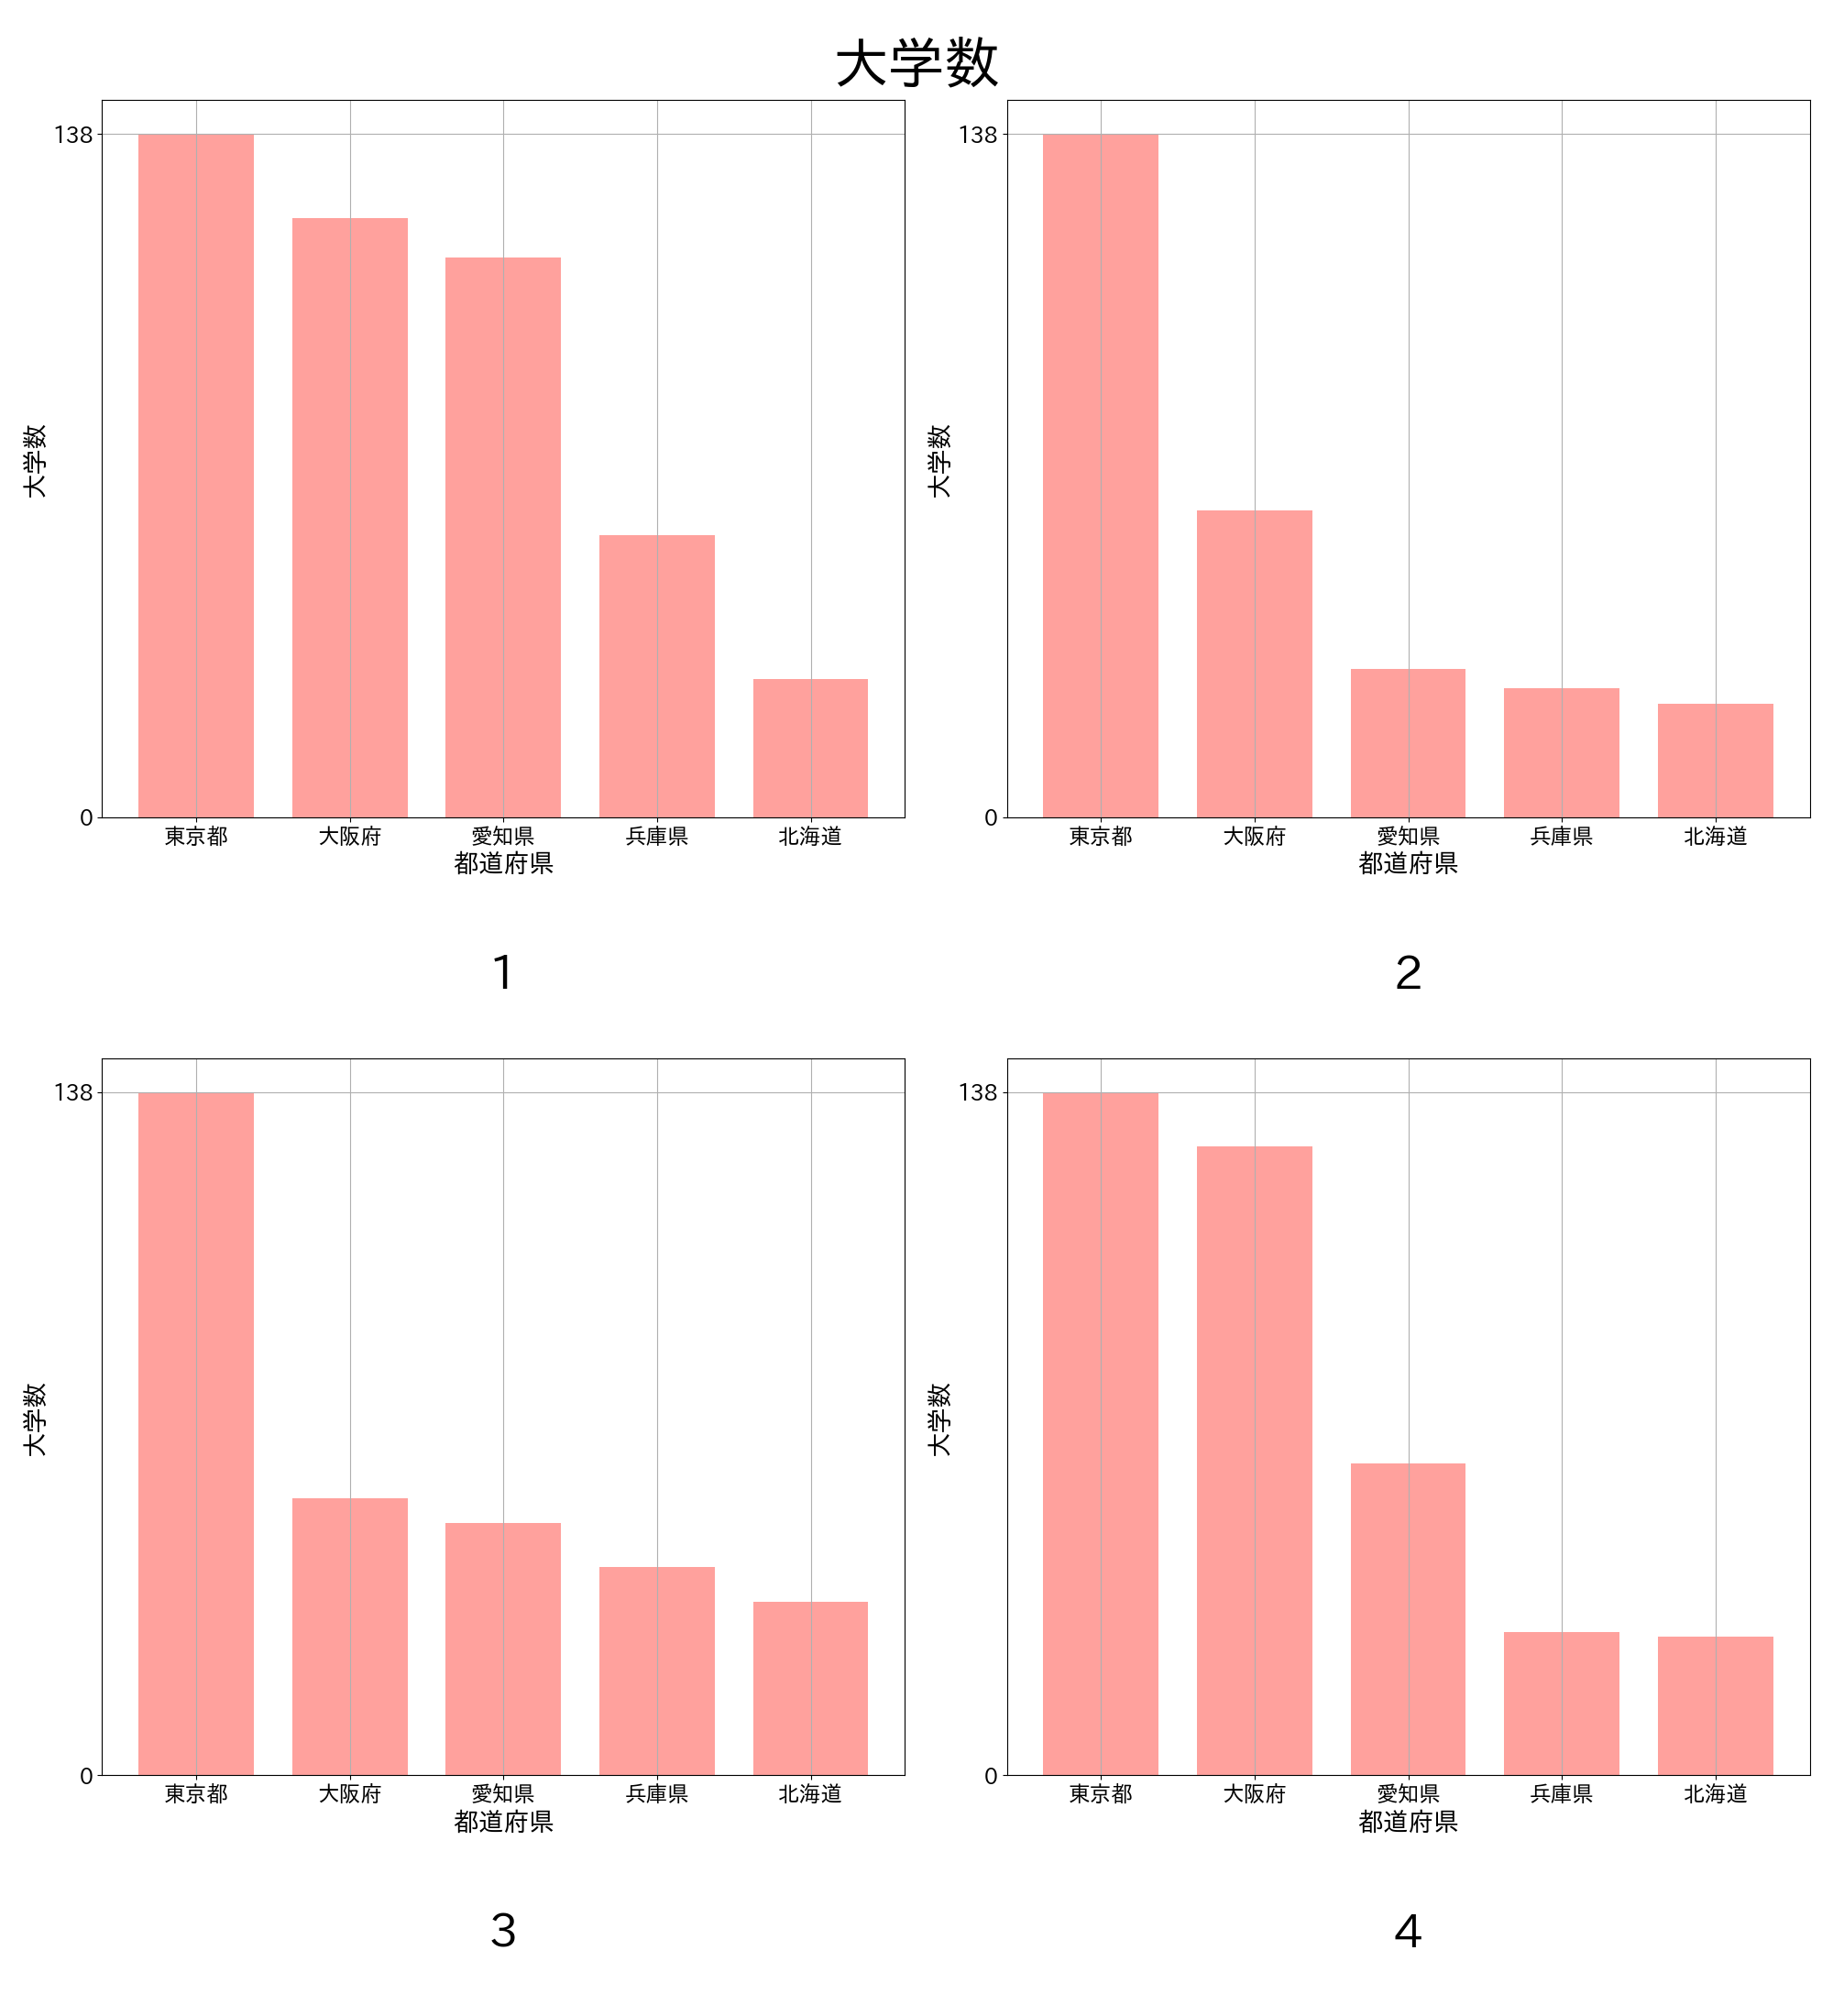 大学数
138
0
大学数
東京都 大阪府 愛知県 兵庫県 北海道
都道府県
1
138
0
大学数
東京都 大阪府 愛知県 兵庫県 北海道
都道府県
2
138
0
大学数
東京都 大阪府 愛知県 兵庫県 北海道
都道府県
3
138
0
大学数
東京都 大阪府 愛知県 兵庫県 北海道
都道府県
4